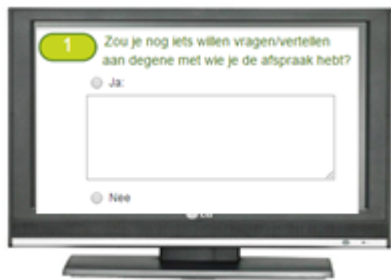 1
Zou je nog iets willen vragen/vertellen
aan degene met wie je de afspraak hebt?
Ja:
Nee
LG